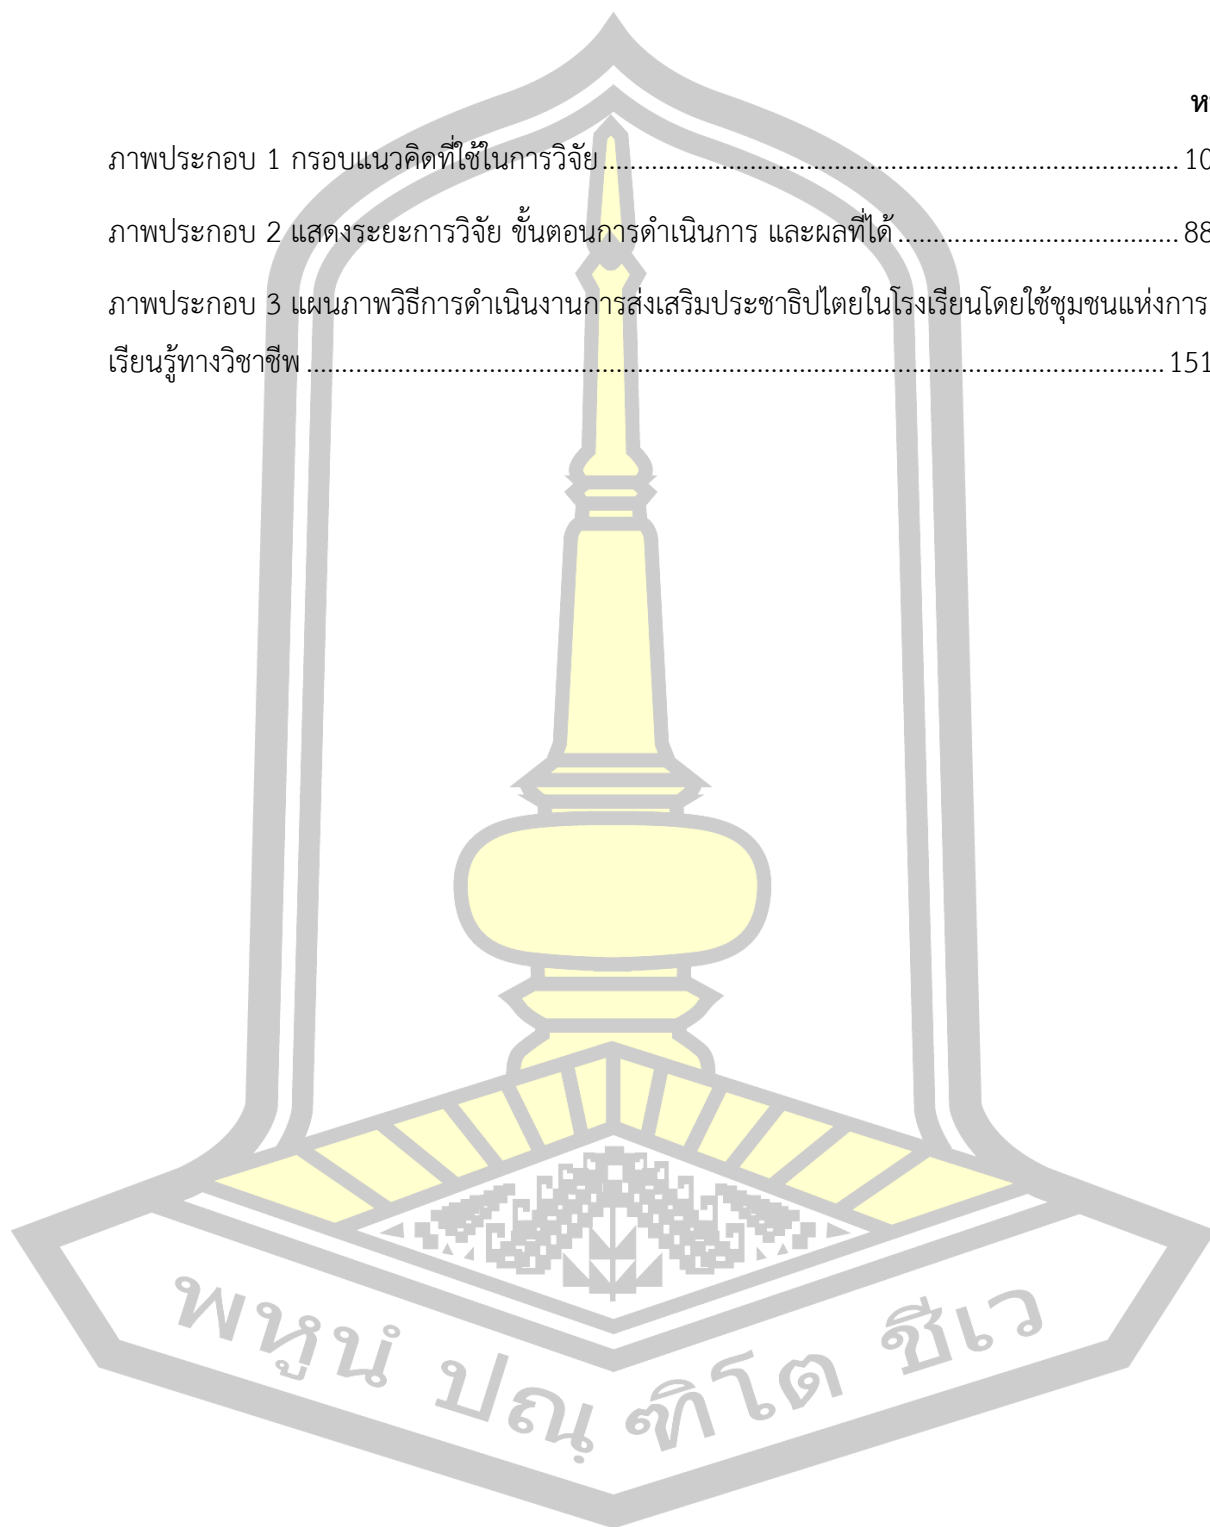 ภาพประกอบ 1 กรอบแนวคิดที่ใช้ในการวิจัย ........................................................................... 10
ภาพประกอบ 2 แสดงระยะการวิจัย ขั้นตอนการดำเนินการ และผลที่ได้ .................................... 88
ภาพประกอบ 3 แผนภาพวิธีการดำเนินงานการส่งเสริมประชาธิปไตยในโรงเรียนโดยใช้ชุมชนแห่งการ
เรียนรู้ทางวิชาชีพ ................................................................................................................ 151
พหูนํ ปณฺฑิโต ชีเว